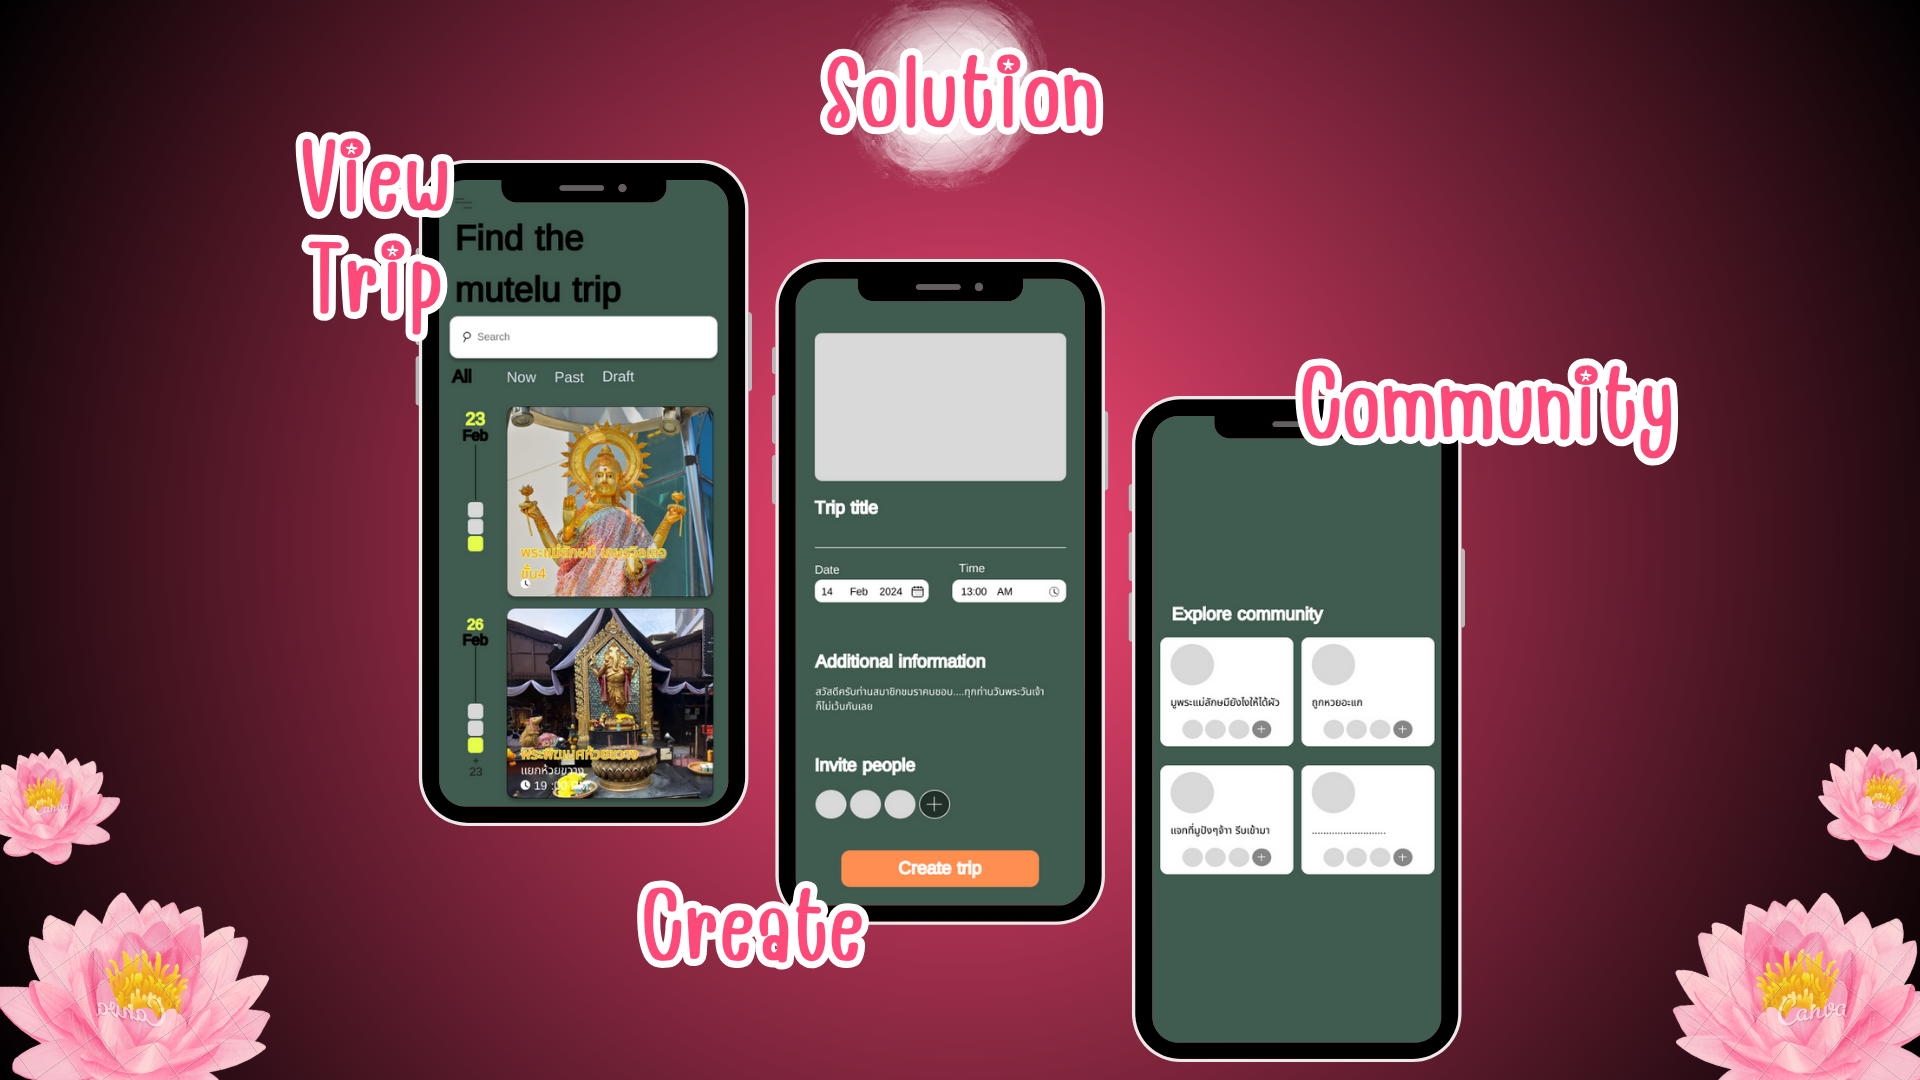 Solution
View
Trip
Find the
mutelu trip
Search
All Now Past Draft
23
Feb
พระแม่ลักษมี เกษรวิลเลจ
ชั้น4
26
Feb
+
23
พระพิฆเนศห้วยขวาง
แยกห้วยขวาง
19 :00 PM
Trip title
Date Time
14 Feb 2024 13:00 AM
Additional information
สวัสดีครับท่านสมาชิกชมราคบชอบ....ทุกท่านวันพระวันเจ้า
ก็ไม่เว้นกันเลย
Invite people
Create trip
Create
Community
Explore community
มูพระแม่ลักษมียังไงให้ได้ผัว
ถูกหวยอะแก
แจกที่มูปังๆจ้าา รีบเข้ามา
..........................
Canva
Canva
Canva
Canva